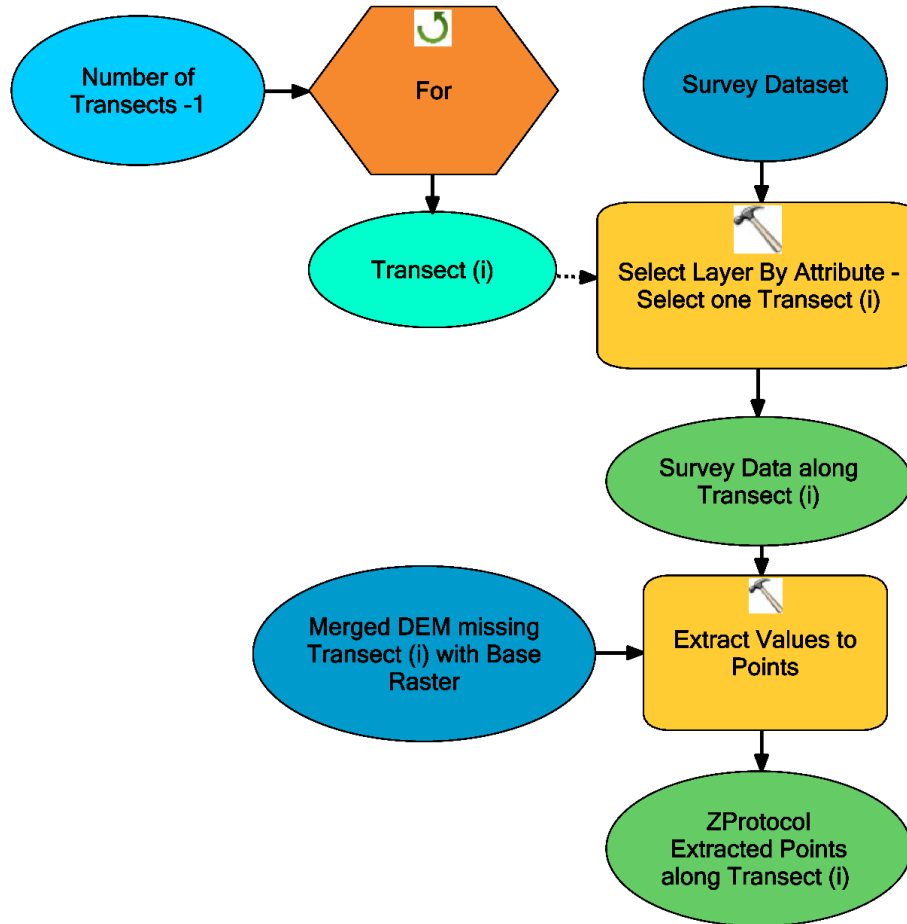 Number of
Transects -1
For
Survey Dataset
Transect (i)
Select Layer By Attribute -
Select one Transect (i)
Survey Data along
Transect (i)
Merged DEM missing
Transect (i) with Base
Raster
Extract Values to
Points
ZProtocol
Extracted Points
along Transect (i)